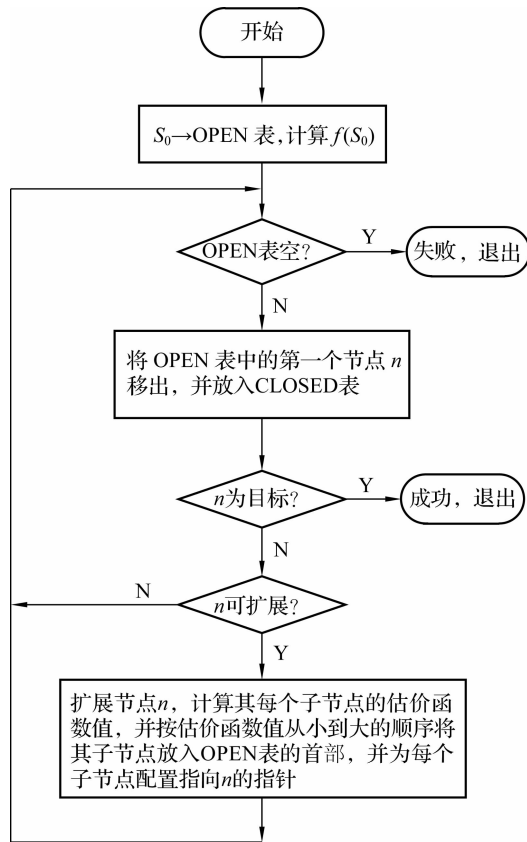 开始
S₀→OPEN 表,计算 f(S₀)
OPEN表空?
Y
失败，退出
N
将 OPEN 表中的第一个节点 n
移出，并放入CLOSED表
n为目标?
Y
成功，退出
N
N
n可扩展?
Y
扩展节点n，计算其每个子节点的估价函
数值，并按估价函数值从小到大的顺序将
其子节点放入OPEN表的首部，并为每个
子节点配置指向n的指针